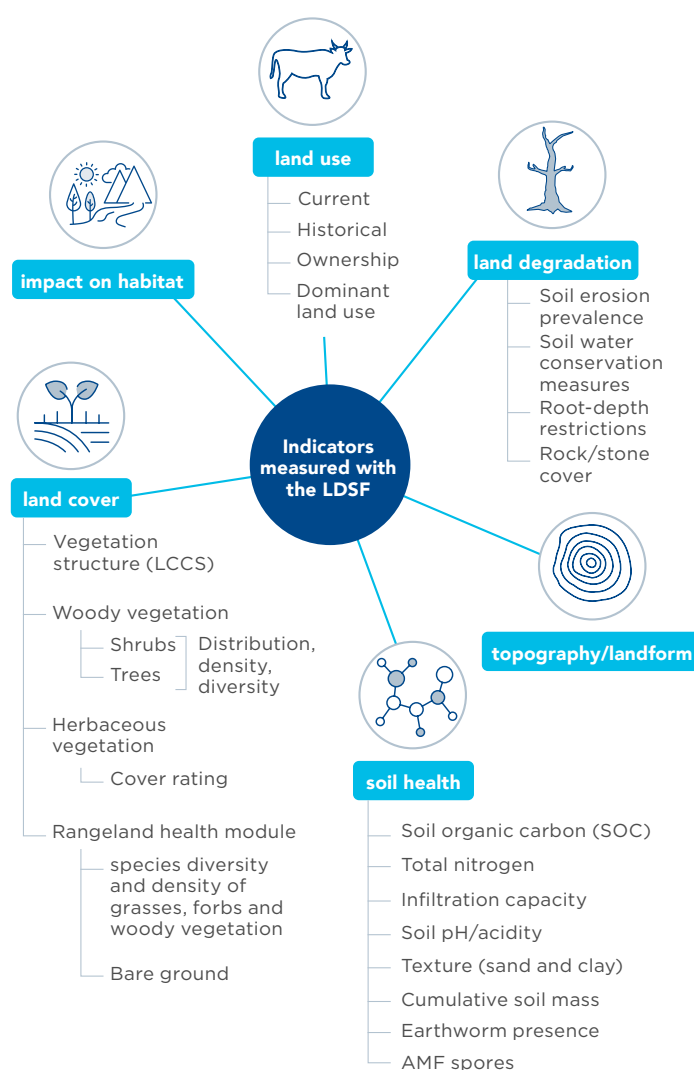 land use
Current
Historical
Ownership
Dominant
land use
land degradation
Soil erosion
prevalence
Soil water
conservation
measures
Root-depth
restrictions
Rock/stone
cover
impact on habitat
Indicators
measured with
the LDSF
land cover
Vegetation
structure (LCCS)
Woody vegetation
Shrubs
Trees
Distribution,
density,
diversity
Herbaceous
vegetation
Cover rating
Rangeland health module
species diversity
and density of
grasses, forbs and
woody vegetation
Bare ground
topography/landform
soil health
Soil organic carbon (SOC)
Total nitrogen
Infiltration capacity
Soil pH/acidity
Texture (sand and clay)
Cumulative soil mass
Earthworm presence
AMF spores